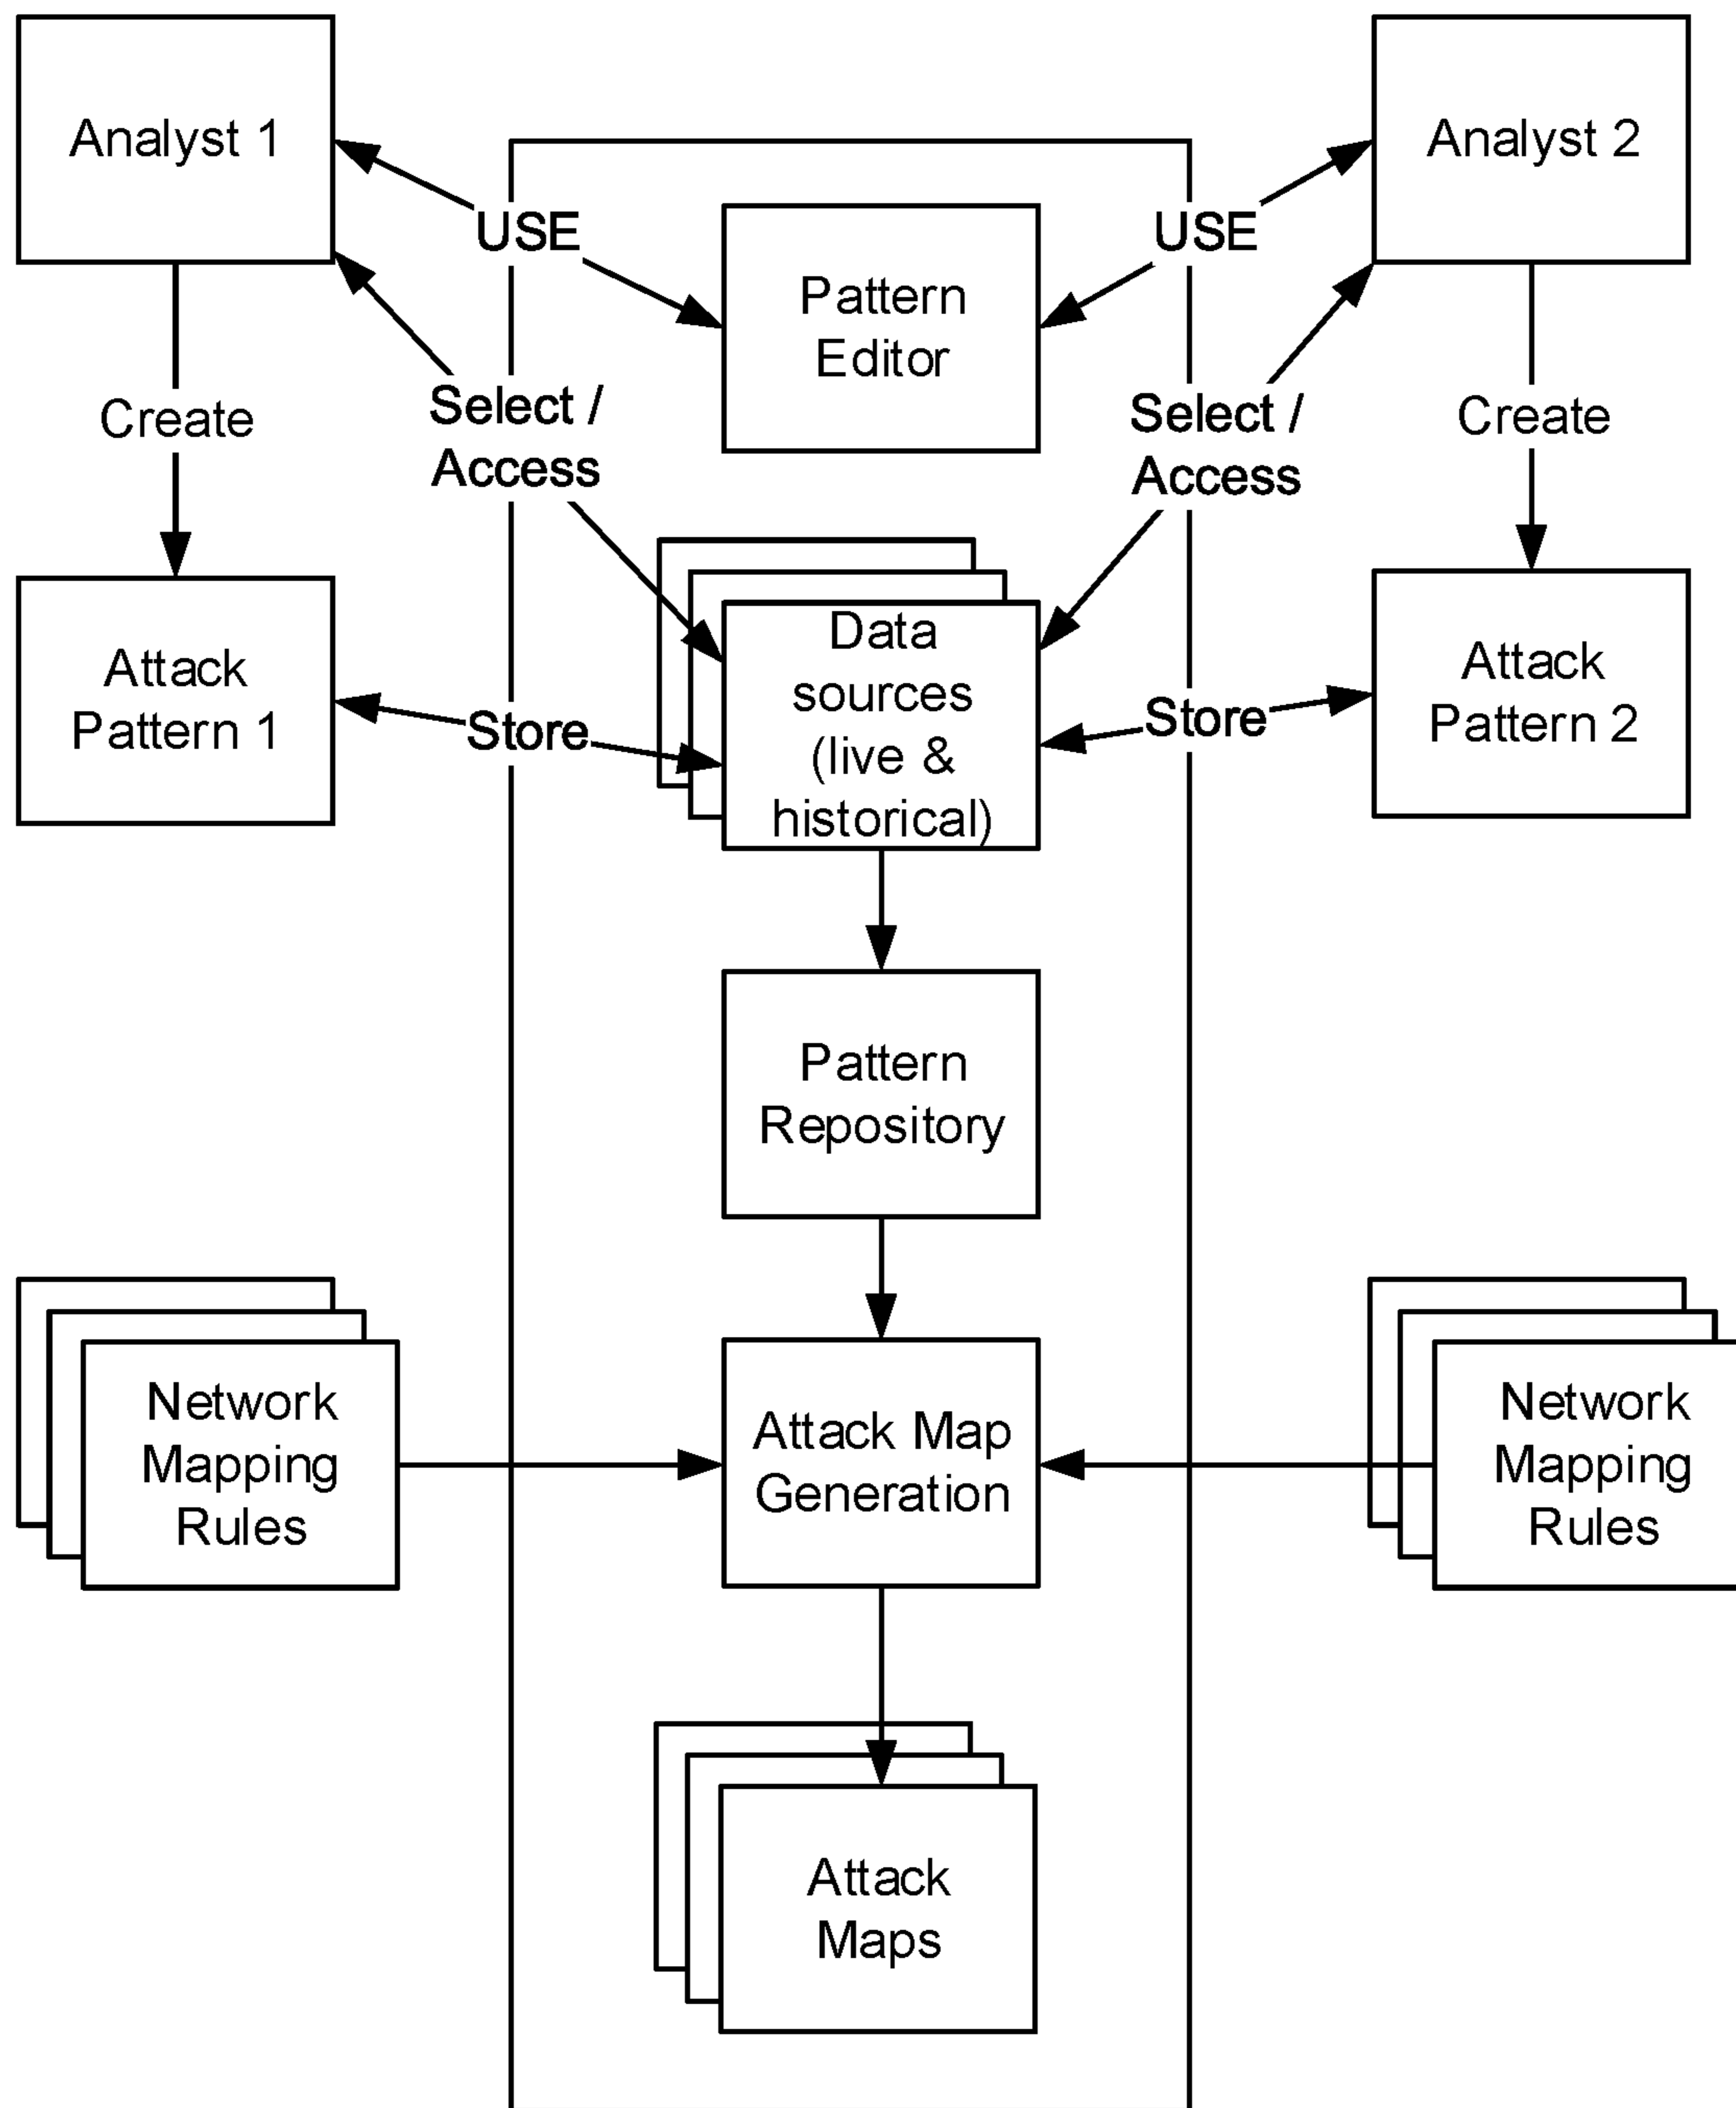 Analyst 1
Analyst 2
USE
USE
Pattern
Editor
Create
Select /
Access
Select /
Access
Create
Attack
Pattern 1
Data
sources
(live &
historical)
Attack
Pattern 2
Store
Store
Pattern
Repository
Network
Mapping
Rules
Attack Map
Generation
Network
Mapping
Rules
Attack
Maps